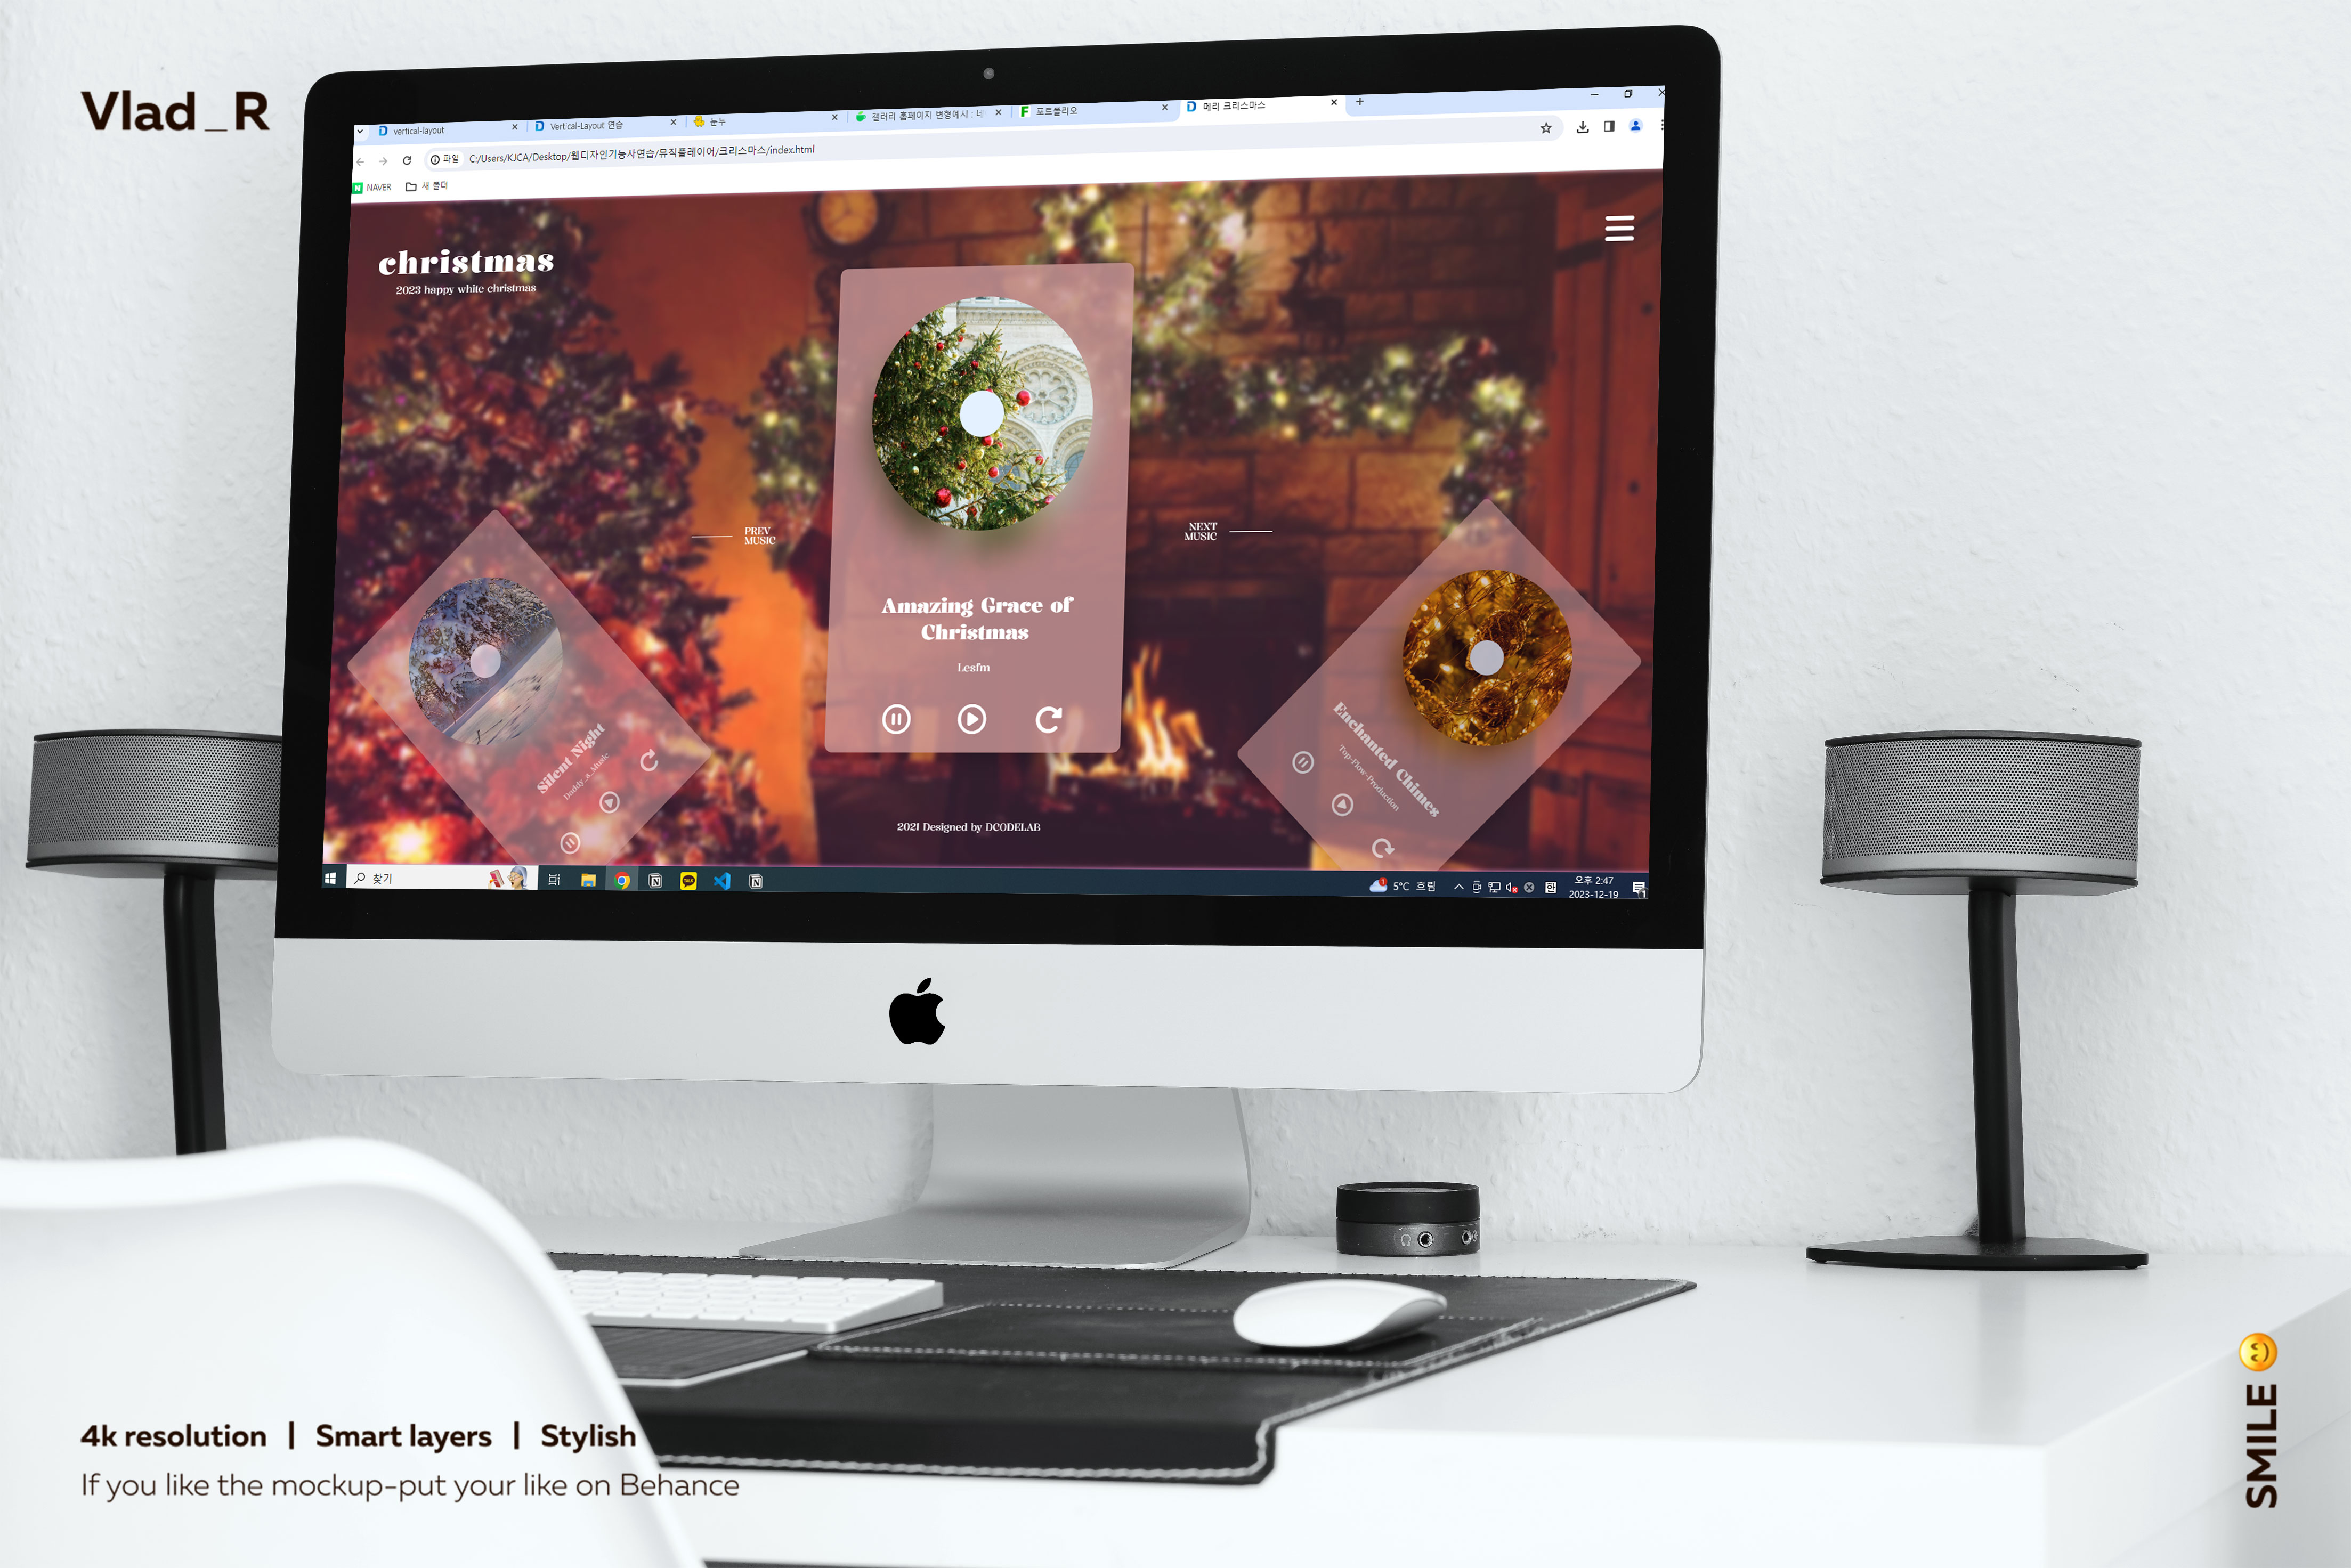 Vlad_R
vertical-layout
Vertical-Layout 연습
눈누
갤러리 홈페이지 변형예시 : 네
포트폴리오
메리 크리스마스
파일 C:/Users/KJCA/Desktop/웹디자인기능사연습/뮤직플레이어/크리스마스/index.html
NAVER
새 폴더
christmas
2023 happy white christmas
PREV
MUSIC
NEXT
MUSIC
Amazing Grace of
Christmas
Lesfm
Silent Night
Daddy_s_Music
Enchanted Chimes
Top-Flow-Production
2021 Designed by DCODELAB
찾기
TALK
5°C 흐림
한
오후 2:47
2023-12-19
1
4k resolution | Smart layers | Stylish
If you like the mockup-put your like on Behance
SMILE